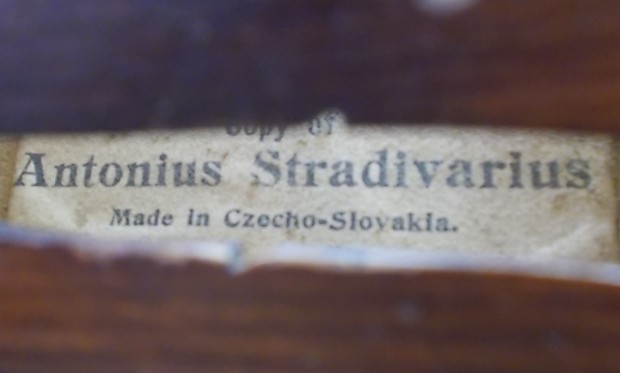 Copy of
Antonius Stradivarius
Made in Czecho-Slovakia.